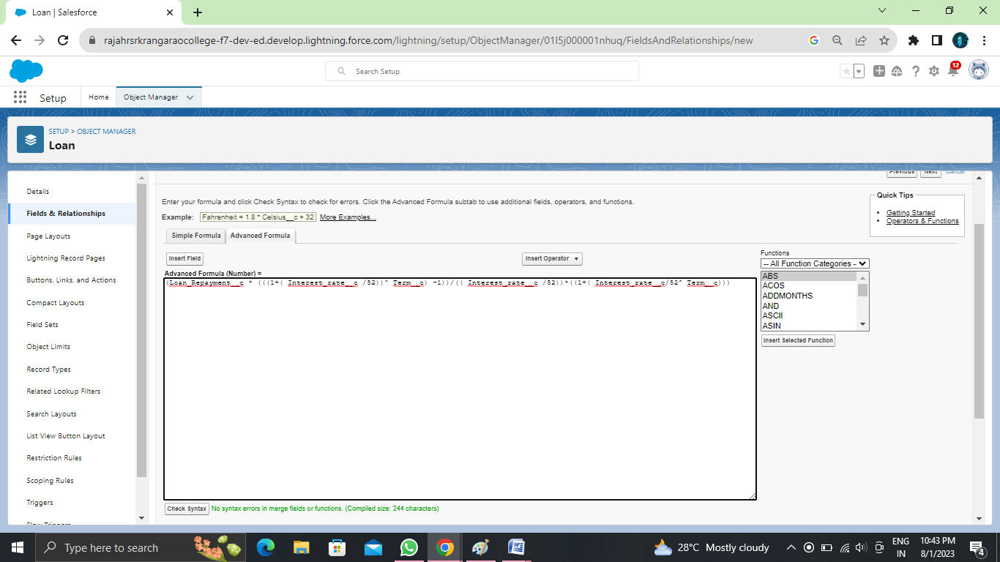 Loan | Salesforce
rajahrsrkrangaraocollege-f7-dev-ed.develop.lightning.force.com/lightning/setup/ObjectManager/01I5j000001nhuq/FieldsAndRelationships/new
Search Setup
12
Setup
Home
Object Manager
SETUP > OBJECT MANAGER
Loan
Details
Fields & Relationships
Page Layouts
Lightning Record Pages
Buttons, Links, and Actions
Compact Layouts
Field Sets
Object Limits
Record Types
Related Lookup Filters
Search Layouts
List View Button Layout
Restriction Rules
Scoping Rules
Triggers
Flow Triggers
Previous Next Cancel
Enter your formula and click Check Syntax to check for errors. Click the Advanced Formula subtab to use additional fields, operators, and functions.
Example: Fahrenheit = 1.8 * Celsius__c + 32 More Examples...
Quick Tips
• Getting Started
• Operators & Functions
Simple Formula Advanced Formula
Insert Field
Insert Operator
Advanced Formula (Number) =
(Loan_Repayment__c * (((1+( Interest_rate__c /52))^ Term__c) -1))/(( Interest_rate__c /52))*((1+( Interest_rate__c/52^ Term__c)))
Functions
-- All Function Categories -
ABS
ACOS
ADDMONTHS
AND
ASCII
ASIN
Insert Selected Function
Check Syntax No syntax errors in merge fields or functions. (Compiled size: 244 characters)
Type here to search
28°C Mostly cloudy
ENG
IN
10:43 PM
8/1/2023
4